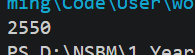 ming\Code\User\wo
2550
PS D:\NSBM\1 Year